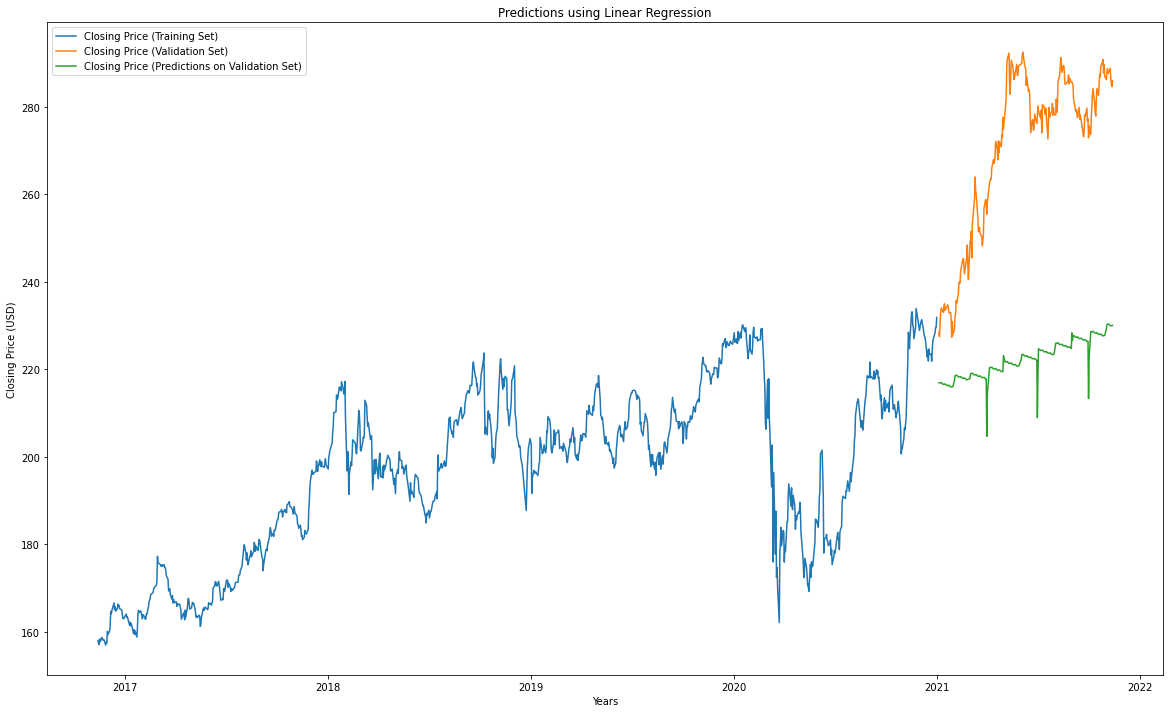 Predictions using Linear Regression
Closing Price (Training Set)
Closing Price (Validation Set)
Closing Price (Predictions on Validation Set)
Closing Price (USD)
280
260
240
220
200
180
160
2017
2018
2019
2020
2021
2022
Years